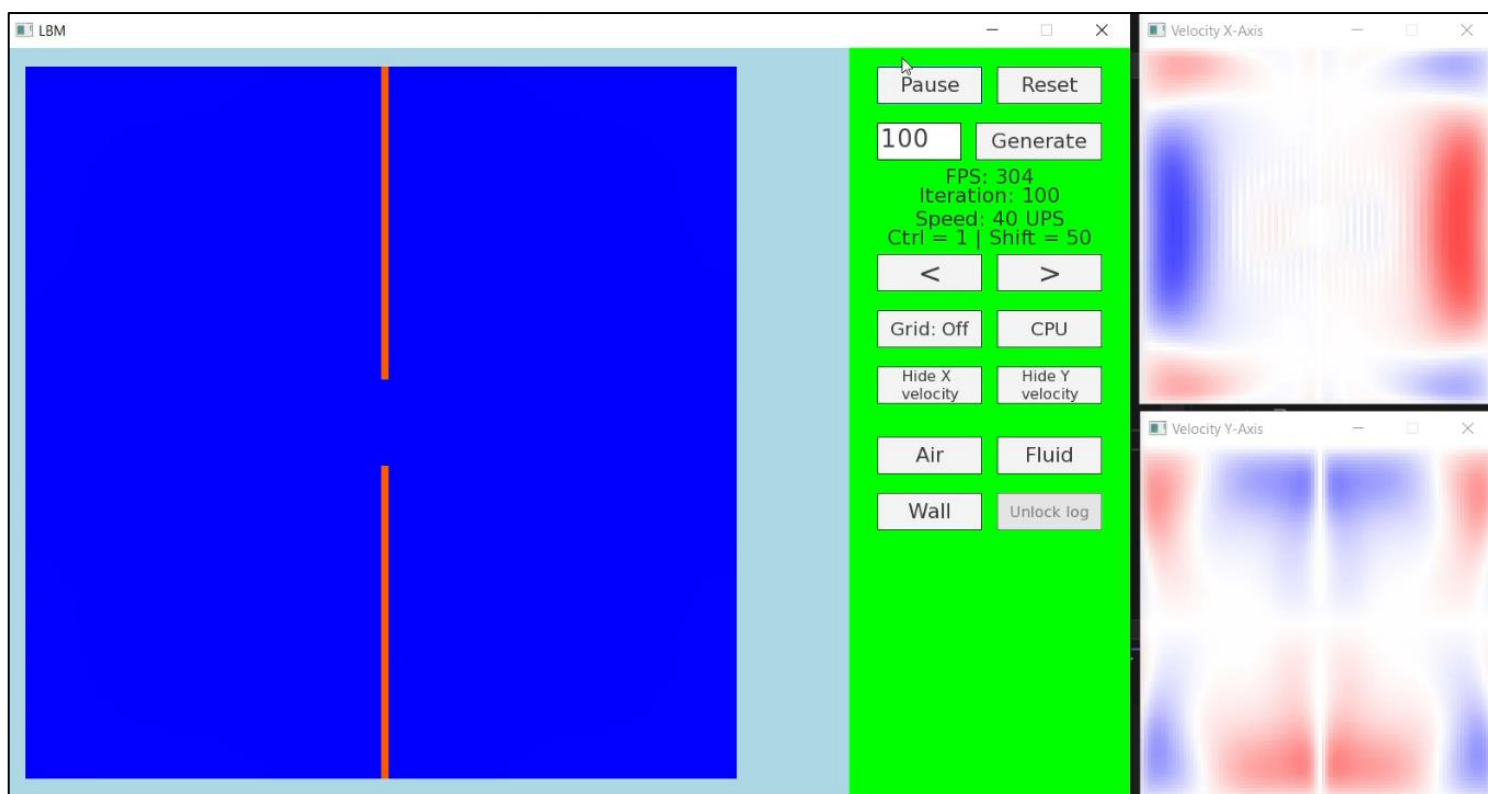 LBM
Pause
Reset
100
Generate
FPS: 304
Iteration: 100
Speed: 40 UPS
Ctrl = 1 | Shift = 50
<
>
Grid: Off
CPU
Hide X
velocity
Hide Y
velocity
Air
Fluid
Wall
Unlock log
Velocity X-Axis
Velocity Y-Axis